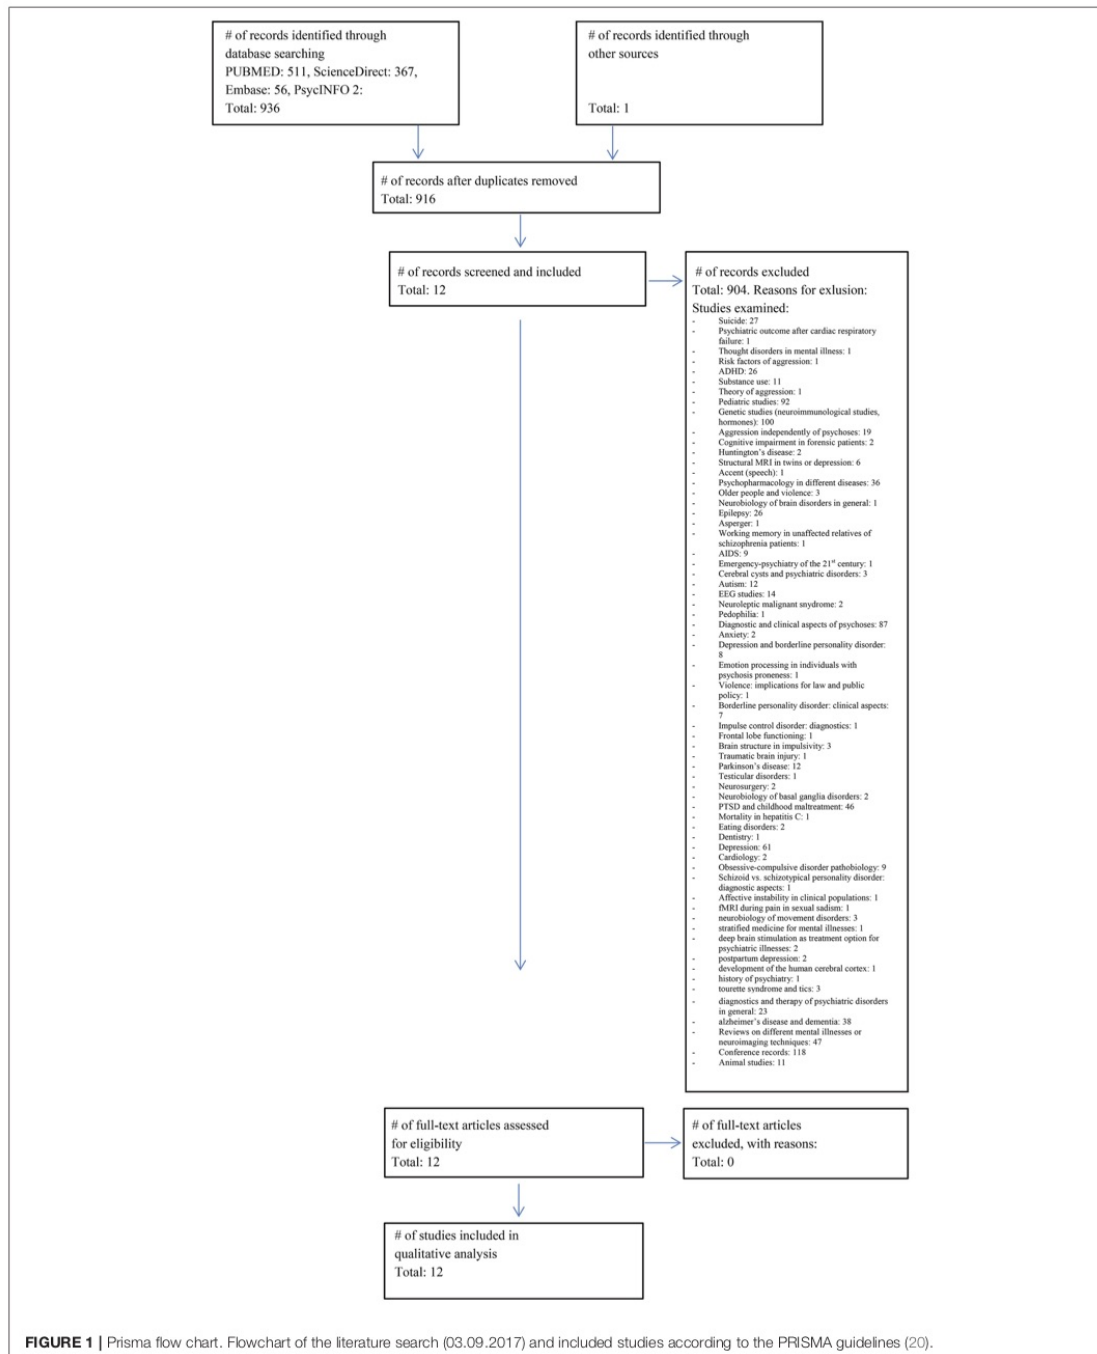 # of records identified through
database searching
PUBMED: 511, ScienceDirect: 367,
Embase: 56, PsycINFO 2:
Total: 936
# of records identified through
other sources
Total: 1
# of records after duplicates removed
Total: 916
# of records screened and included
Total: 12
# of records excluded
Total: 904. Reasons for exlusion:
Studies examined:
- Suicide: 27
- Psychiatric outcome after cardiac respiratory
failure: 1
- Thought disorders in mental illness: 1
- Risk factors of aggression: 1
- ADHD: 26
- Substance use: 11
- Theory of aggression: 1
- Pediatric studies: 92
- Genetic studies (neuroimmunological studies,
hormones): 100
- Aggression independently of psychoses: 19
- Cognitive impairment in forensic patients: 2
- Huntington's disease: 2
- Structural MRI in twins or depression: 6
- Accent (speech): 1
- Psychopharmacology in different diseases: 36
- Older people and violence: 3
- Neurobiology of brain disorders in general: 1
- Epilepsy: 26
- Asperger: 1
- Working memory in unaffected relatives of
schizophrenia patients: 1
- AIDS: 9
- Emergency-psychiatry of the 21st century: 1
- Cerebral cysts and psychiatric disorders: 3
- Autism: 12
- EEG studies: 14
- Neuroleptic malignant snydrome: 2
- Pedophilia: 1
- Diagnostic and clinical aspects of psychoses: 87
- Anxiety: 2
- Depression and borderline personality disorder:
8
- Emotion processing in individuals with
psychosis proneness: 1
- Violence: implications for law and public
policy: 1
- Borderline personality disorder: clinical aspects:
7
- Impulse control disorder: diagnostics: 1
- Frontal lobe functioning: 1
- Brain structure in impulsivity: 3
- Traumatic brain injury: 1
- Parkinson's disease: 12
- Testicular disorders: 1
- Neurosurgery: 2
- Neurobiology of basal ganglia disorders: 2
- PTSD and childhood maltreatment: 46
- Mortality in hepatitis C: 1
- Eating disorders: 2
- Dentistry: 1
- Depression: 61
- Cardiology: 2
- Obsessive-compulsive disorder pathobiology: 9
- Schizoid vs. schizotypical personality disorder:
diagnostic aspects: 1
- Affective instability in clinical populations: 1
- fMRI during pain in sexual sadism: 1
- neurobiology of movement disorders: 3
- stratified medicine for mental illnesses: 1
- deep brain stimulation as treatment option for
psychiatric illnesses: 2
- postpartum depression: 2
- development of the human cerebral cortex: 1
- history of psychiatry: 1
- tourette syndrome and tics: 3
- diagnostics and therapy of psychiatric disorders
in general: 23
- alzheimer's disease and dementia: 38
- Reviews on different mental illnesses or
neuroimaging techniques: 47
- Conference records: 118
- Animal studies: 11
# of full-text articles assessed
for eligibility
Total: 12
# of full-text articles
excluded, with reasons:
Total: 0
# of studies included in
qualitative analysis
Total: 12
FIGURE 1 | Prisma flow chart. Flowchart of the literature search (03.09.2017) and included studies according to the PRISMA guidelines (20).